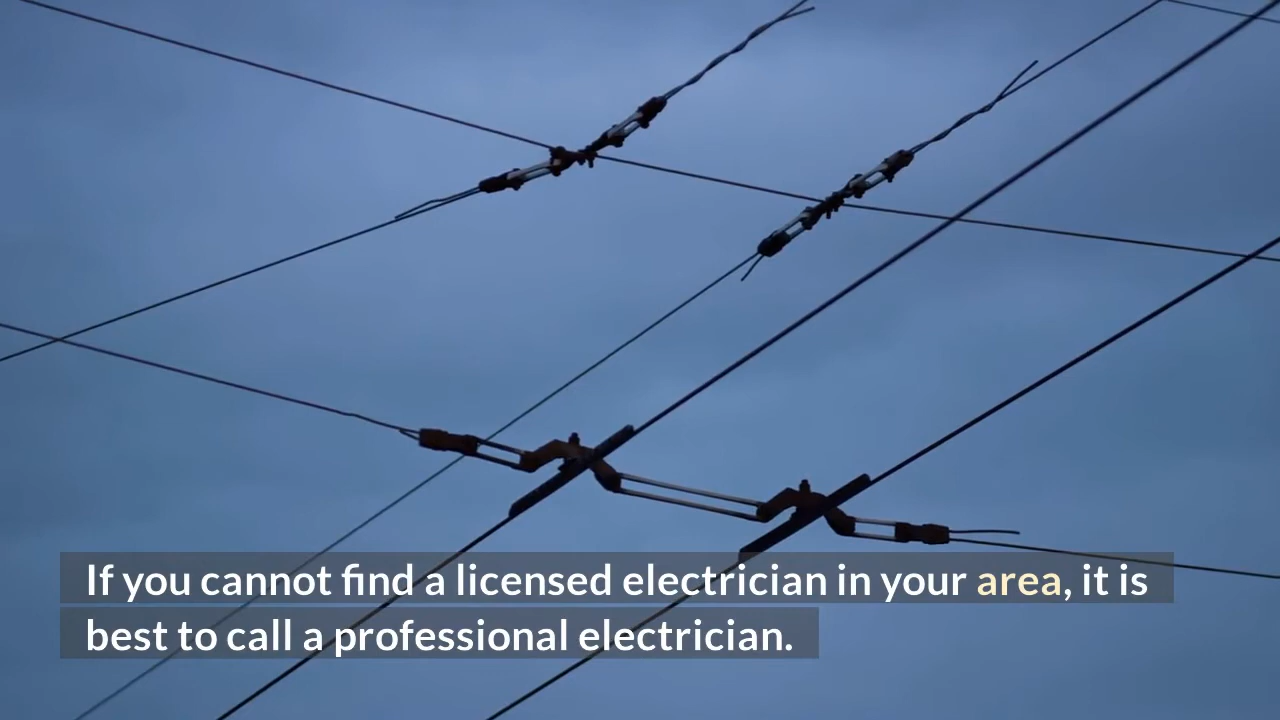 If you cannot find a licensed electrician in your area, it is
best to call a professional electrician.